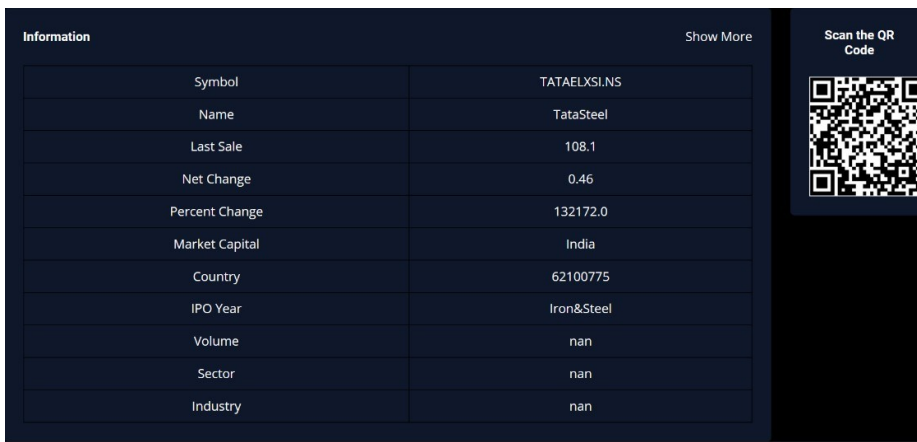 Information
Show More
Symbol TATAELXSI.NS
Name TataSteel
Last Sale 108.1
Net Change 0.46
Percent Change 132172.0
Market Capital India
Country 62100775
IPO Year Iron&Steel
Volume nan
Sector nan
Industry nan
Scan the QR
Code